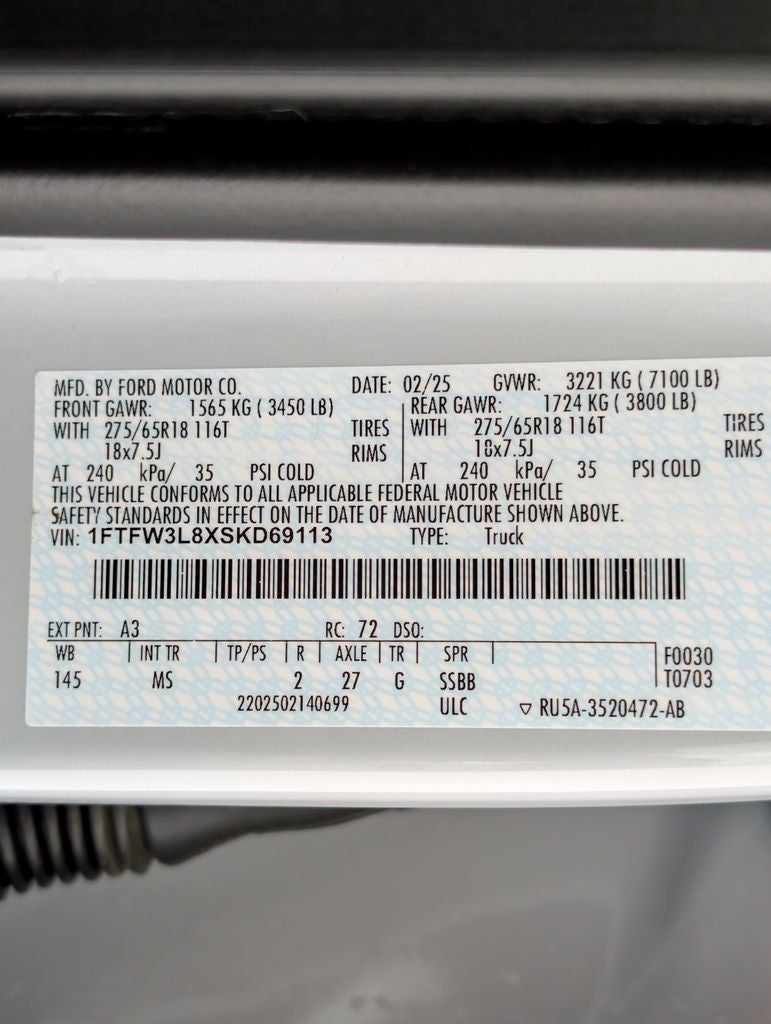 MFD. BY FORD MOTOR CO. DATE: 02/25 GVWR: 3221 KG ( 7100 LB)
FRONT GAWR: 1565 KG ( 3450 LB) REAR GAWR: 1724 KG ( 3800 LB)
WITH 275/65R18 116T TIRES WITH 275/65R18 116T TIRES
18x7.5J RIMS 18x7.5J RIMS
AT 240 kPa/ 35 PSI COLD AT 240 kPa/ 35 PSI COLD
THIS VEHICLE CONFORMS TO ALL APPLICABLE FEDERAL MOTOR VEHICLE
SAFETY STANDARDS IN EFFECT ON THE DATE OF MANUFACTURE SHOWN ABOVE.
VIN: 1FTFW3L8XSKD69113 TYPE: Truck
EXT PNT: A3 RC: 72 DSO:
WB INT TR TP/PS R AXLE TR SPR F0030
145 MS 2 27 G SSBB T0703
2202502140699 ULC ▽ RU5A-3520472-AB